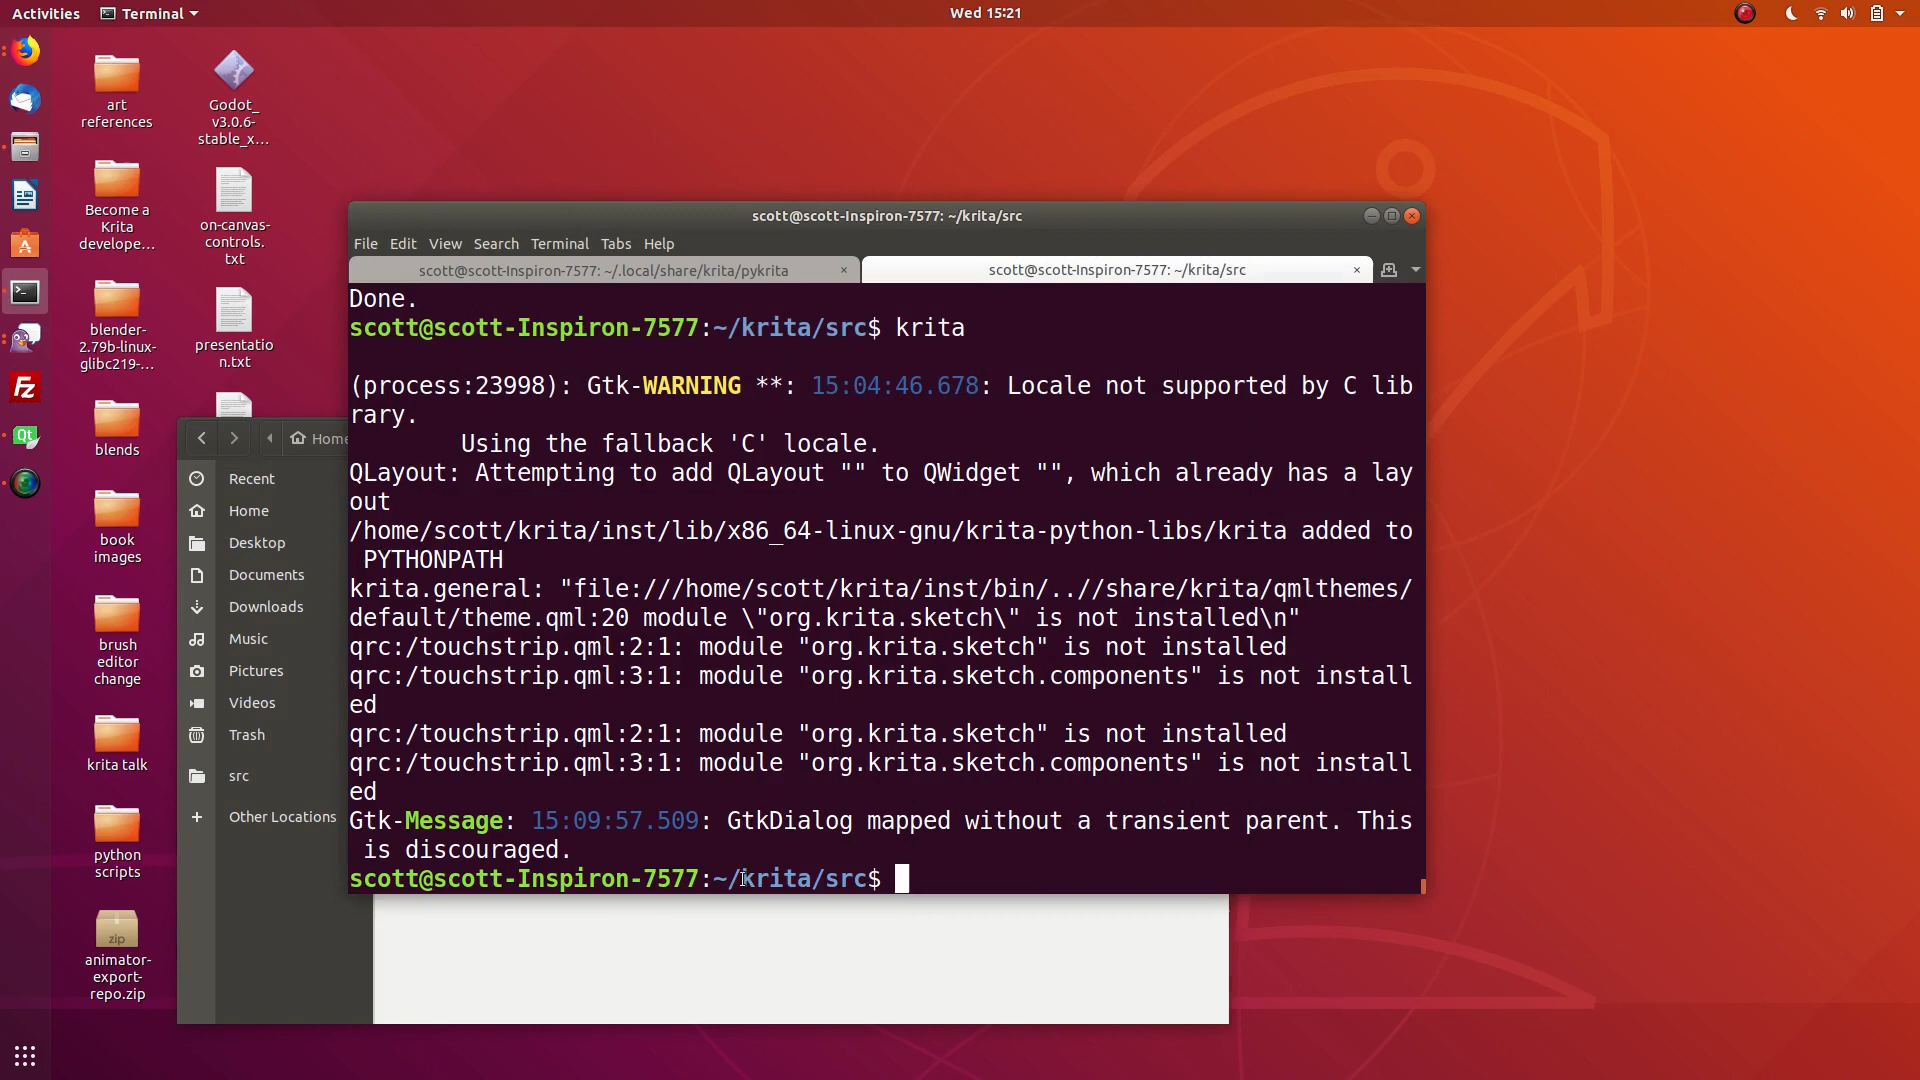 Activities
Terminal
Wed 15:21
art
references
Godot_
v3.0.6-
stable_x...
Become a
Krita
develope...
on-canvas-
controls.
txt
blender-
2.79b-linux-
glibc219-...
presentatio
n.txt
blends
book
images
brush
editor
change
krita talk
python
scripts
zip
animator-
export-
repo.zip
Fz
Qt
Home
Recent
Home
Desktop
Documents
Downloads
Music
Pictures
Videos
Trash
src
Other Locations
scott@scott-Inspiron-7577: ~/krita/src
File Edit View Search Terminal Tabs Help
scott@scott-Inspiron-7577: ~/.local/share/krita/pykrita
scott@scott-Inspiron-7577: ~/krita/src
Done.
scott@scott-Inspiron-7577:~/krita/src$ krita
(process:23998): Gtk-WARNING **: 15:04:46.678: Locale not supported by C lib
rary.
Using the fallback 'C' locale.
QLayout: Attempting to add QLayout "" to QWidget "", which already has a lay
out
/home/scott/krita/inst/lib/x86_64-linux-gnu/krita-python-libs/krita added to
PYTHONPATH
krita.general: "file:///home/scott/krita/inst/bin/..//share/krita/qmlthemes/
default/theme.qml:20 module \"org.krita.sketch\" is not installed\n"
qrc:/touchstrip.qml:2:1: module "org.krita.sketch" is not installed
qrc:/touchstrip.qml:3:1: module "org.krita.sketch.components" is not install
ed
qrc:/touchstrip.qml:2:1: module "org.krita.sketch" is not installed
qrc:/touchstrip.qml:3:1: module "org.krita.sketch.components" is not install
ed
Gtk-Message: 15:09:57.509: GtkDialog mapped without a transient parent. This
is discouraged.
scott@scott-Inspiron-7577:~/krita/src$